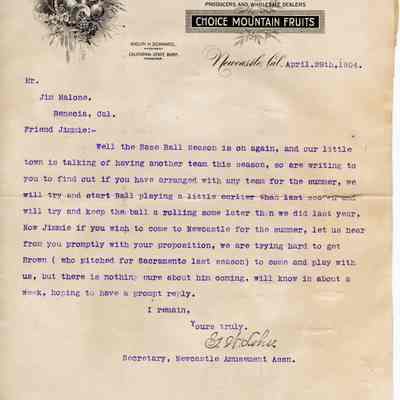 PRODUCERS AND WHOLESALE DEALERS
CHOICE MOUNTAIN FRUITS
Newcastle, Cal. April.29th,1904.
Mr.
Jim Malone.
Benecia, Cal.
Friend Jimmie:-
Well the Base Ball season is on again, and our little
town is talking of having another team this season, so are writing to
you to find out if you have arranged with any team for the summer, we
will try and start Ball playing a little earlier than last season and
will try and keep the ball a rolling some later then we did last year.
Now Jimmie if you wish to come to Newcastle for the summer, let us hear
from you promptly with your proposition, we are trying hard to get
Brown ( who pitched for Sacramento last season) to come and play with
us, but there is nothing sure about him coming, will know in about a
week, hoping to have a prompt reply.
I remain.
Yours truly.
Secretary, Newcastle Amusement Assn.